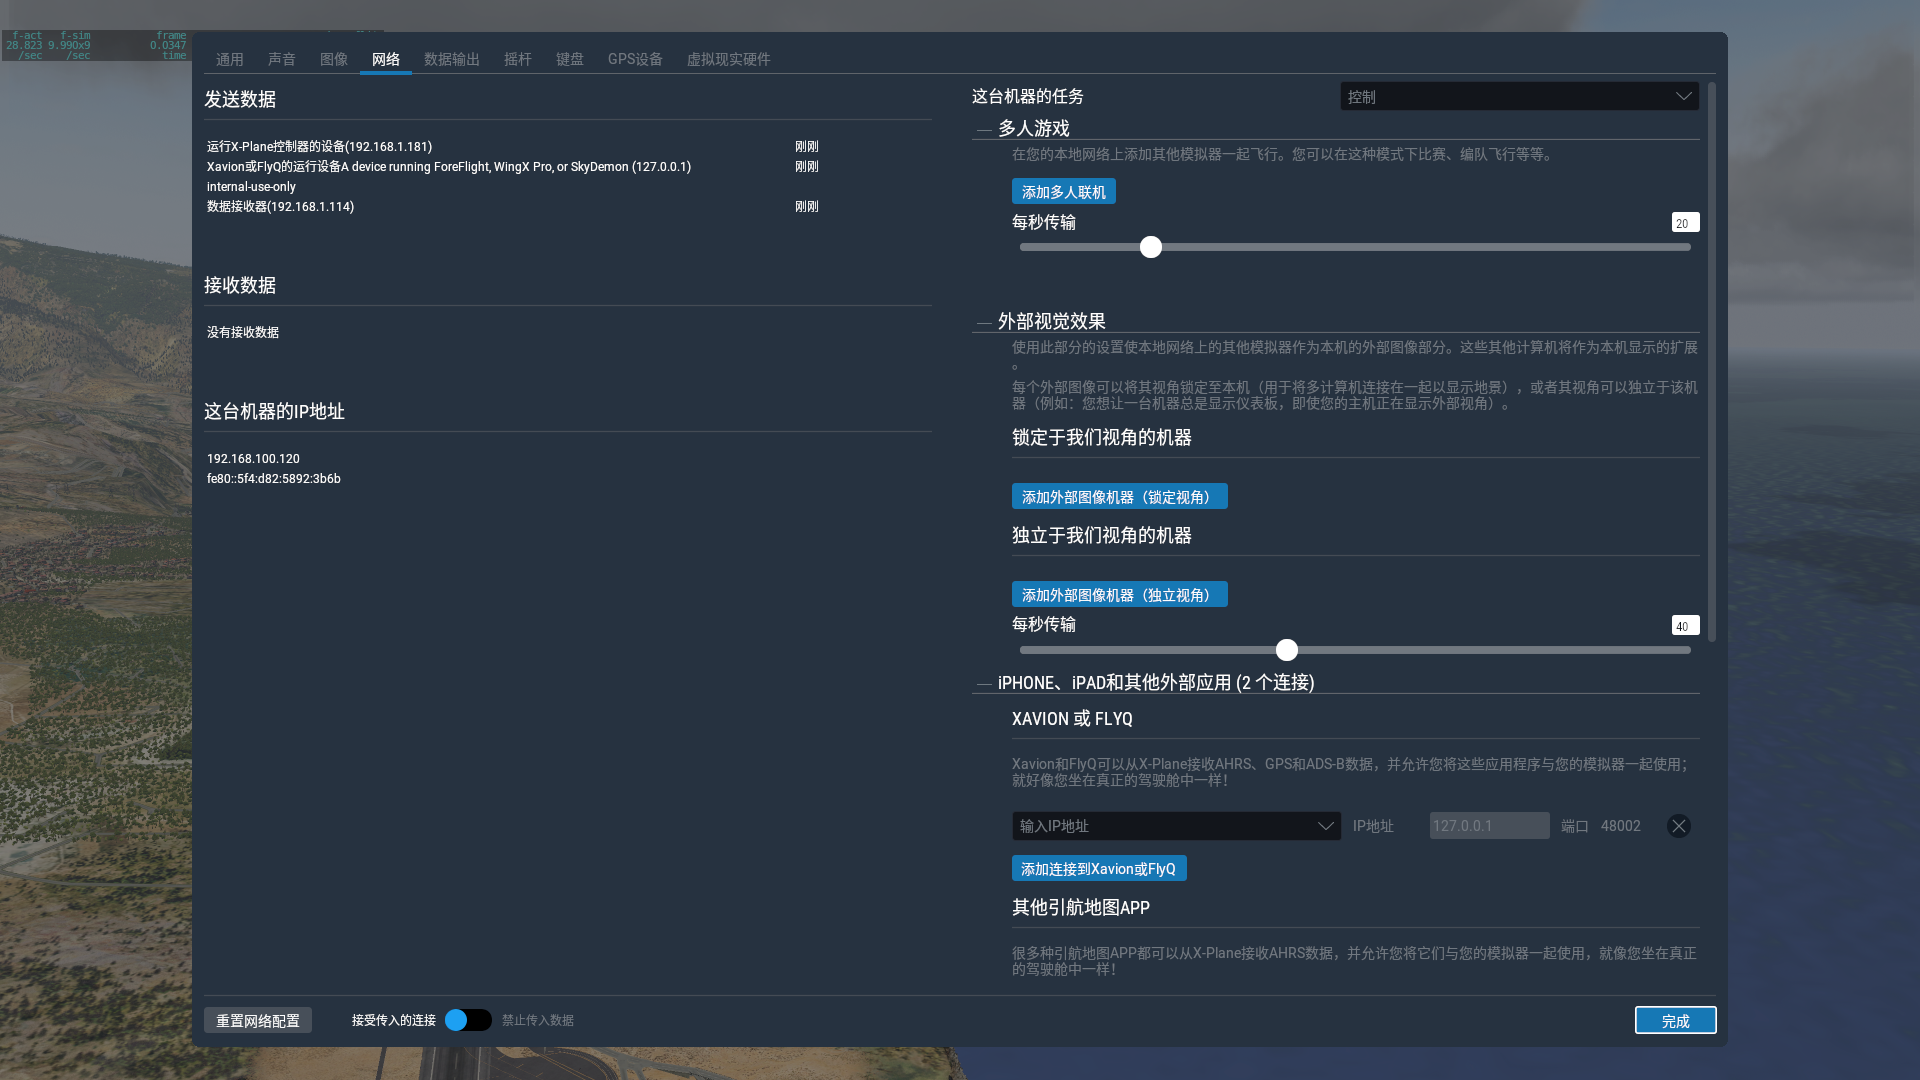 f-act f-sim frame
28.823 9.990x9 0.0347
/sec /sec time
通用 声音 图像 网络 数据输出 摇杆 键盘 GPS设备 虚拟现实硬件
发送数据
运行X-Plane控制器的设备(192.168.1.181) 刚刚
Xavion或FlyQ的运行设备A device running ForeFlight, WingX Pro, or SkyDemon (127.0.0.1) 刚刚
internal-use-only
数据接收器(192.168.1.114) 刚刚
接收数据
没有接收数据
这台机器的IP地址
192.168.100.120
fe80::5f4:d82:5892:3b6b
这台机器的任务 控制
多人游戏
在您的本地网络上添加其他模拟器一起飞行。您可以在这种模式下比赛、编队飞行等等。
添加多人联机
每秒传输 20
外部视觉效果
使用此部分的设置使本地网络上的其他模拟器作为本机的外部图像部分。这些其他计算机将作为本机显示的扩展
。
每个外部图像可以将其视角锁定至本机（用于将多计算机连接在一起以显示地景），或者其视角可以独立于该机
器（例如：您想让一台机器总是显示仪表板，即使您的主机正在显示外部视角）。
锁定于我们视角的机器
添加外部图像机器（锁定视角）
独立于我们视角的机器
添加外部图像机器（独立视角）
每秒传输 40
iPHONE、iPAD和其他外部应用 (2 个连接)
XAVION 或 FLYQ
Xavion和FlyQ可以从X-Plane接收AHRS、GPS和ADS-B数据，并允许您将这些应用程序与您的模拟器一起使用；
就好像您坐在真正的驾驶舱中一样！
输入IP地址 IP地址 127.0.0.1 端口 48002
添加连接到Xavion或FlyQ
其他引航地图APP
很多种引航地图APP都可以从X-Plane接收AHRS数据，并允许您将它们与您的模拟器一起使用，就像您坐在真正
的驾驶舱中一样！
重置网络配置 接受传入的连接 禁止传入数据 完成